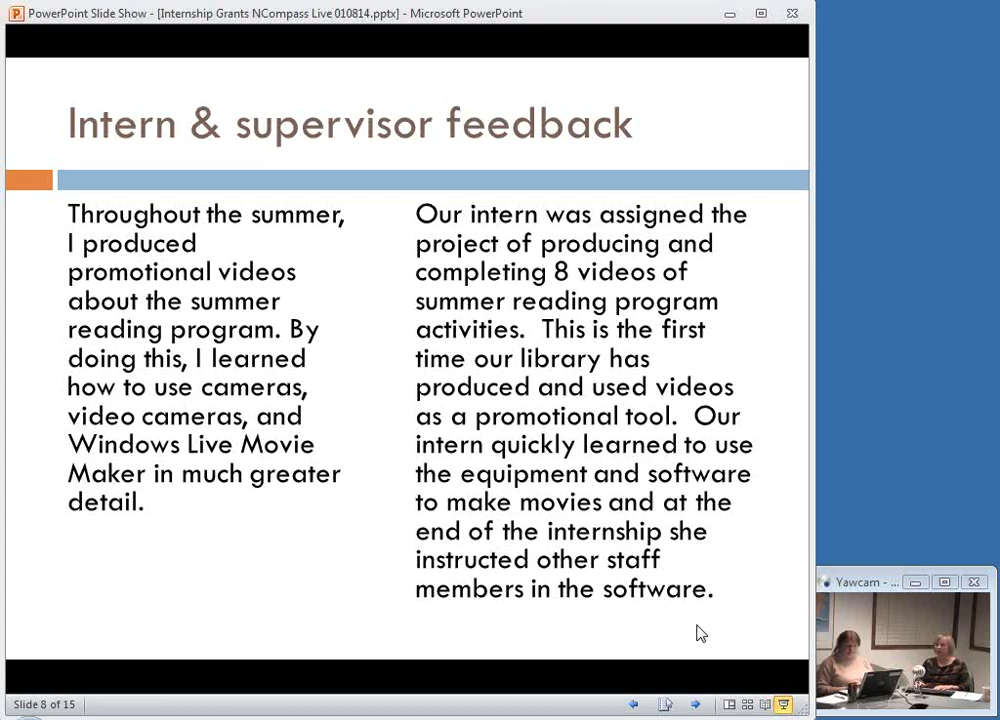 PowerPoint Slide Show - [Internship Grants NCompass Live 010814.pptx] - Microsoft PowerPoint
Intern & supervisor feedback
Throughout the summer,
I produced
promotional videos
about the summer
reading program. By
doing this, I learned
how to use cameras,
video cameras, and
Windows Live Movie
Maker in much greater
detail.
Our intern was assigned the
project of producing and
completing 8 videos of
summer reading program
activities.  This is the first
time our library has
produced and used videos
as a promotional tool.  Our
intern quickly learned to use
the equipment and software
to make movies and at the
end of the internship she
instructed other staff
members in the software.
Yawcam - ...
Slide 8 of 15